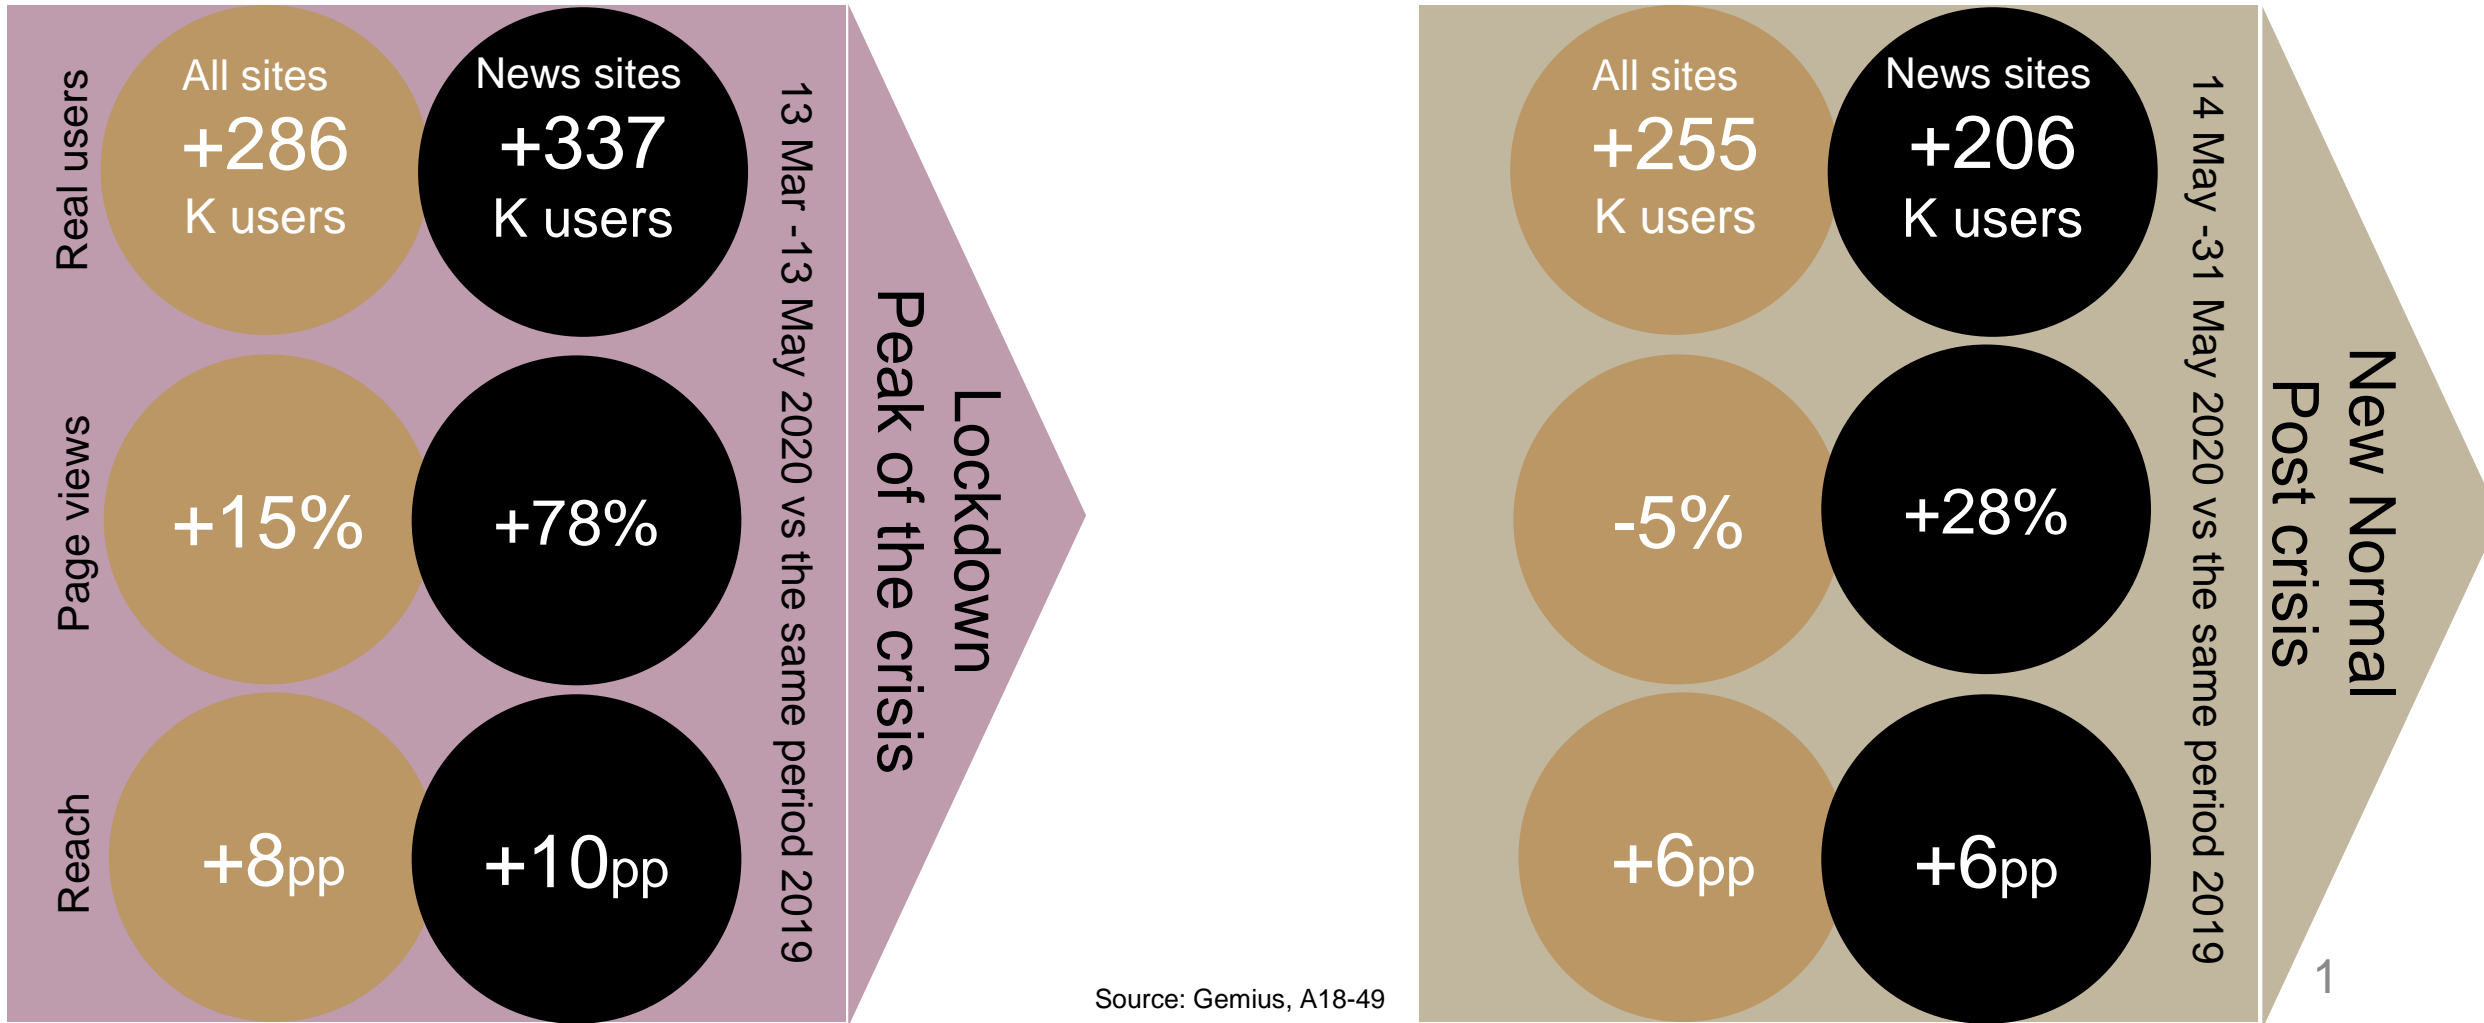 Real users
All sites
+286
K users
News sites
+337
K users
Page views
+15%
+78%
Reach
+8pp
+10pp
13 Mar -13 May 2020 vs the same period 2019
Lockdown
Peak of the crisis
All sites
+255
K users
News sites
+206
K users
-5%
+28%
+6pp
+6pp
14 May -31 May 2020 vs the same period 2019
New Normal
Post crisis
Source: Gemius, A18-49
1